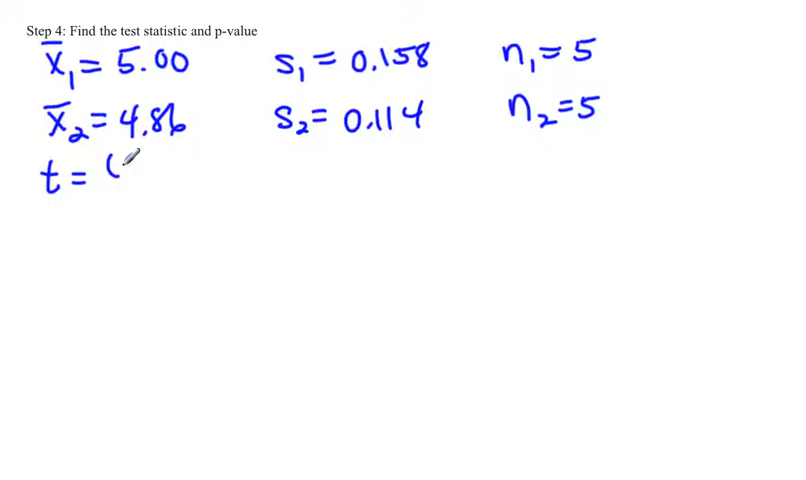 Step 4: Find the test statistic and p-value
x̄₁ = 5.00 s₁ = 0.158 n₁ = 5
x̄₂ = 4.86 s₂ = 0.114 n₂ = 5
t = (